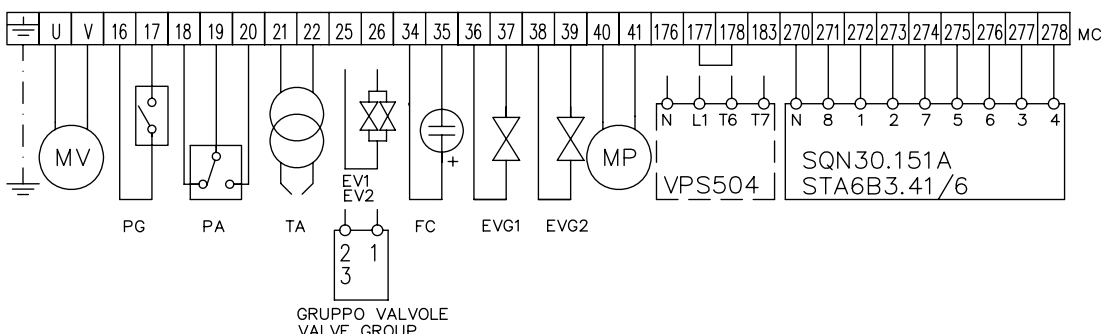 U V 16 17 18 19 20 21 22 25 26 34 35 36 37 38 39 40 41 176 177 178 183 270 271 272 273 274 275 276 277 278 MC
N L1 T6 T7 N 8 1 2 7 5 6 3 4
MV MP
SQN30.151A
VPS504 STA6B3.41/6
+
EV1
EV2
PG PA TA FC EVG1 EVG2
2 1
3
GRUPPO VALVOLE
VALVE GROUP